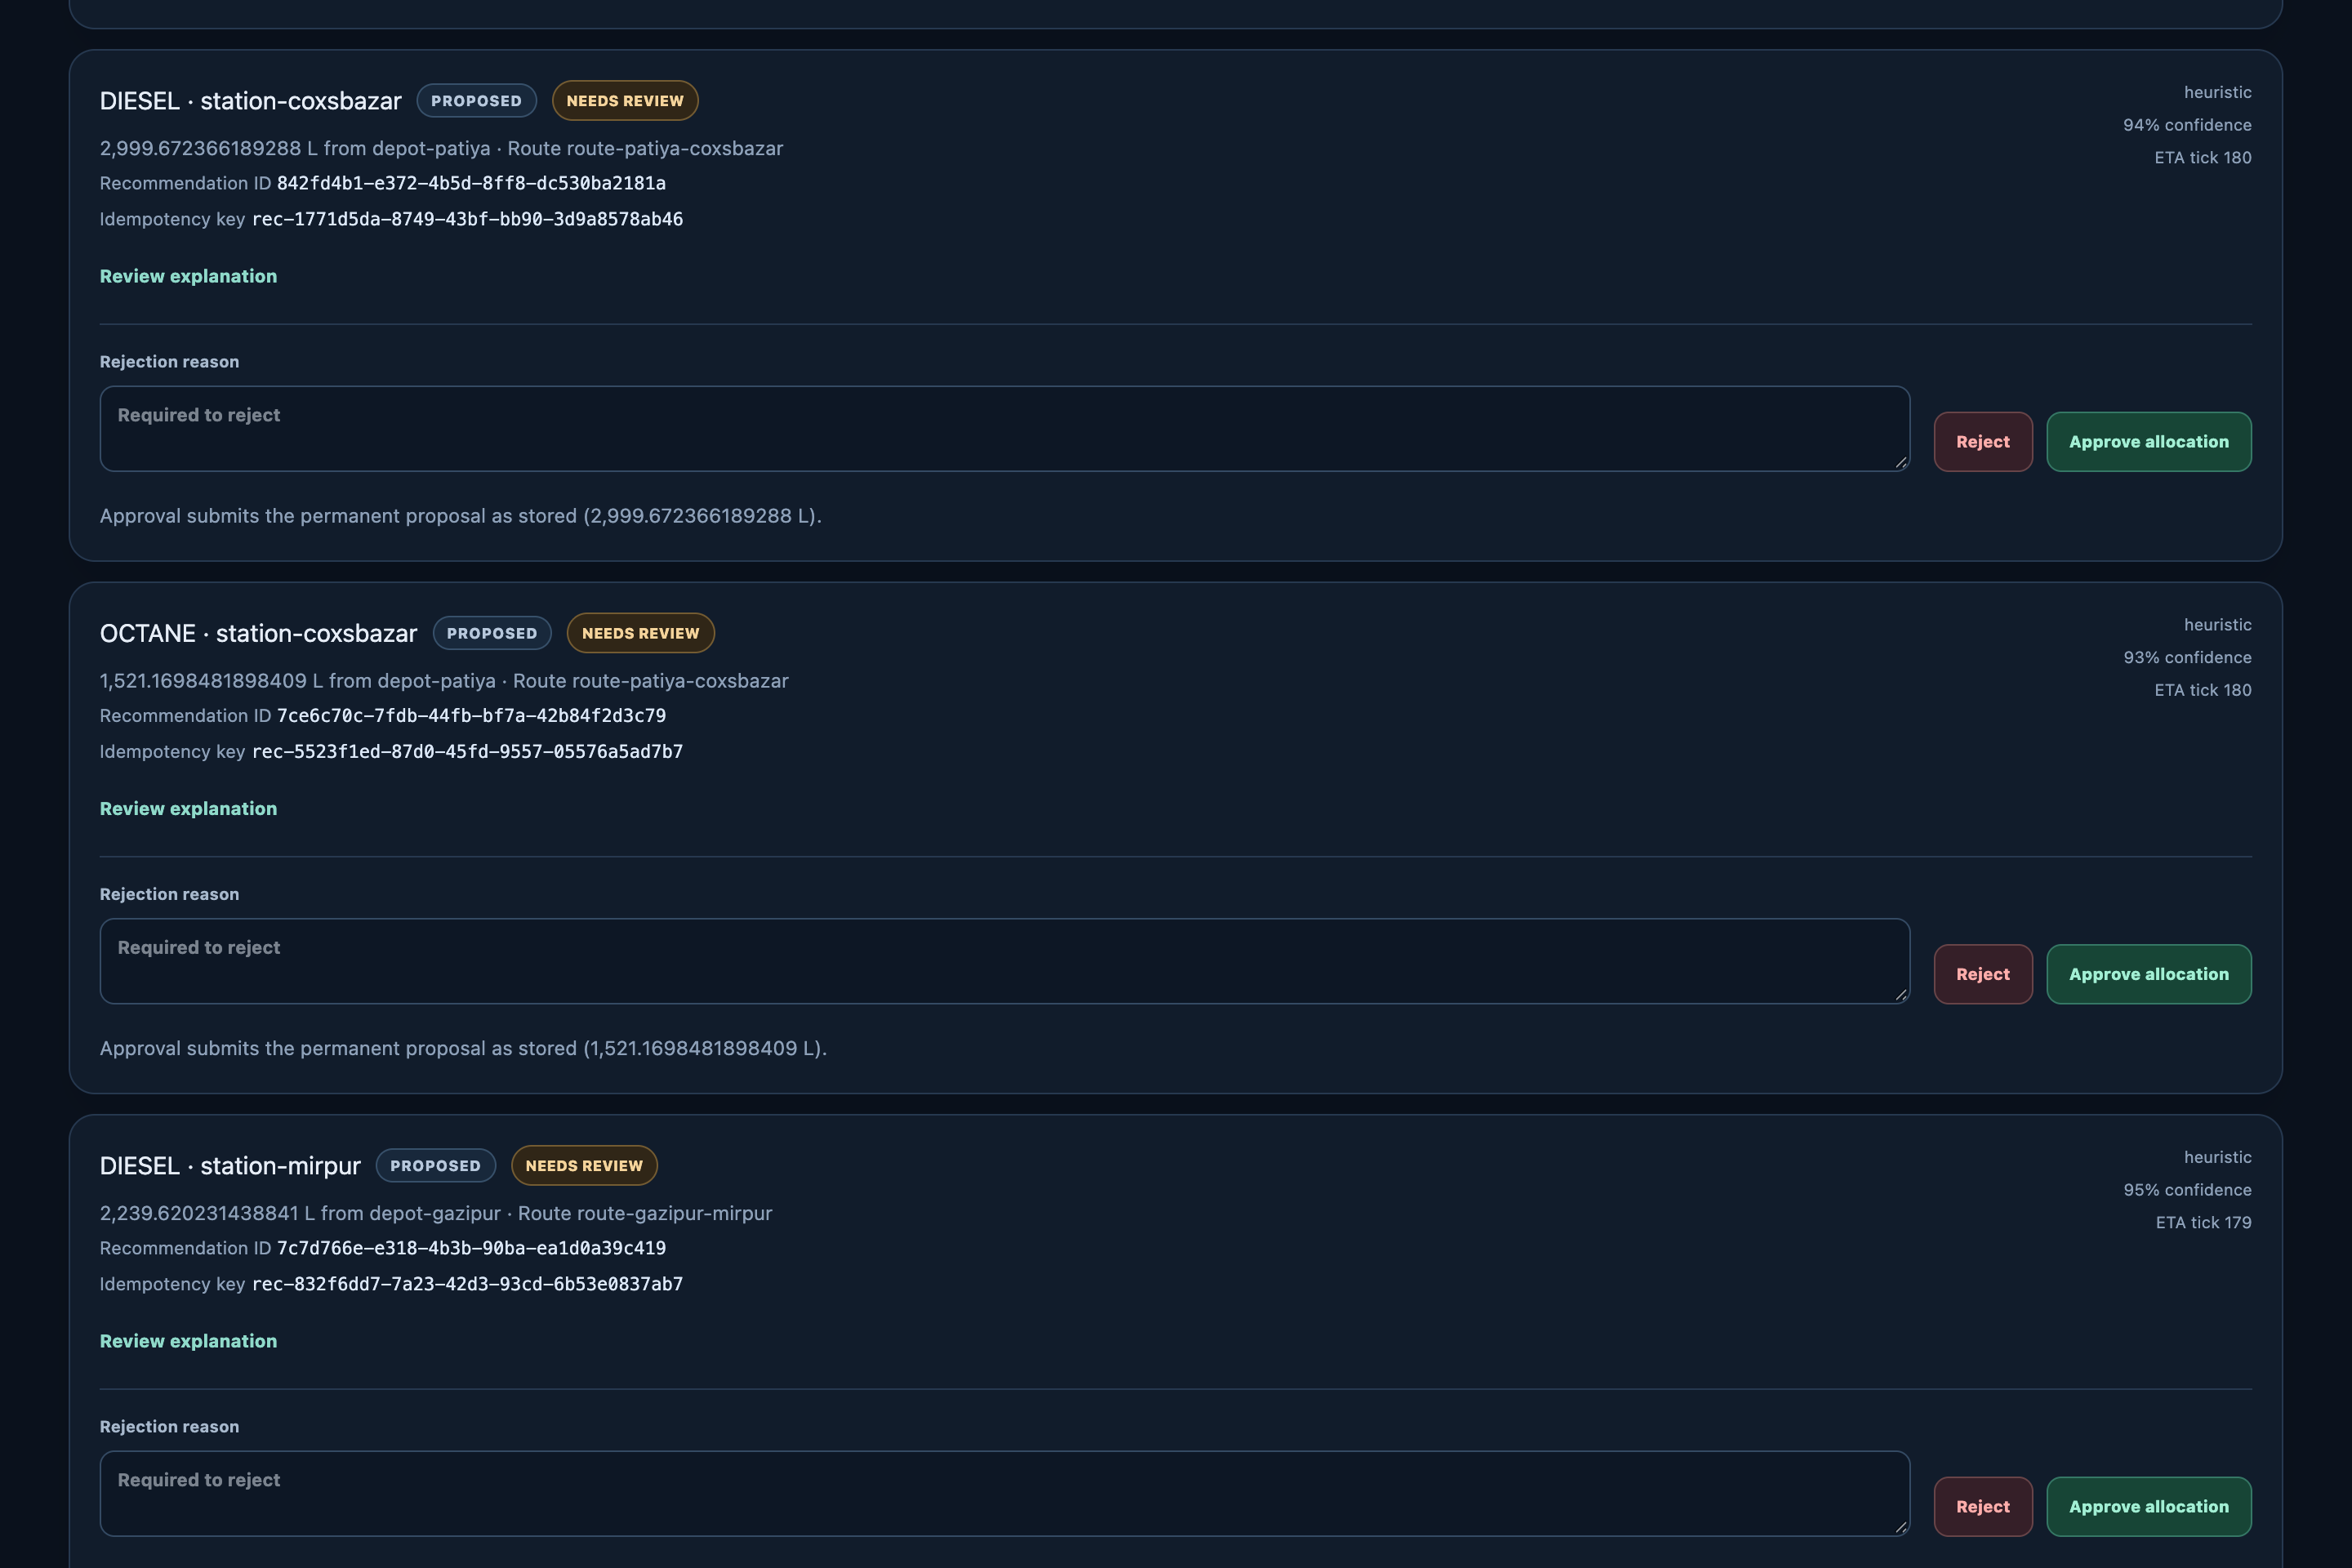 DIESEL · station-coxsbazar PROPOSED NEEDS REVIEW
heuristic
94% confidence
ETA tick 180
2,999.672366189288 L from depot-patiya · Route route-patiya-coxsbazar
Recommendation ID 842fd4b1-e372-4b5d-8ff8-dc530ba2181a
Idempotency key rec-1771d5da-8749-43bf-bb90-3d9a8578ab46
Review explanation
Rejection reason
Required to reject
Reject Approve allocation
Approval submits the permanent proposal as stored (2,999.672366189288 L).
OCTANE · station-coxsbazar PROPOSED NEEDS REVIEW
heuristic
93% confidence
ETA tick 180
1,521.1698481898409 L from depot-patiya · Route route-patiya-coxsbazar
Recommendation ID 7ce6c70c-7fdb-44fb-bf7a-42b84f2d3c79
Idempotency key rec-5523f1ed-87d0-45fd-9557-05576a5ad7b7
Review explanation
Rejection reason
Required to reject
Reject Approve allocation
Approval submits the permanent proposal as stored (1,521.1698481898409 L).
DIESEL · station-mirpur PROPOSED NEEDS REVIEW
heuristic
95% confidence
ETA tick 179
2,239.620231438841 L from depot-gazipur · Route route-gazipur-mirpur
Recommendation ID 7c7d766e-e318-4b3b-90ba-ea1d0a39c419
Idempotency key rec-832f6dd7-7a23-42d3-93cd-6b53e0837ab7
Review explanation
Rejection reason
Required to reject
Reject Approve allocation